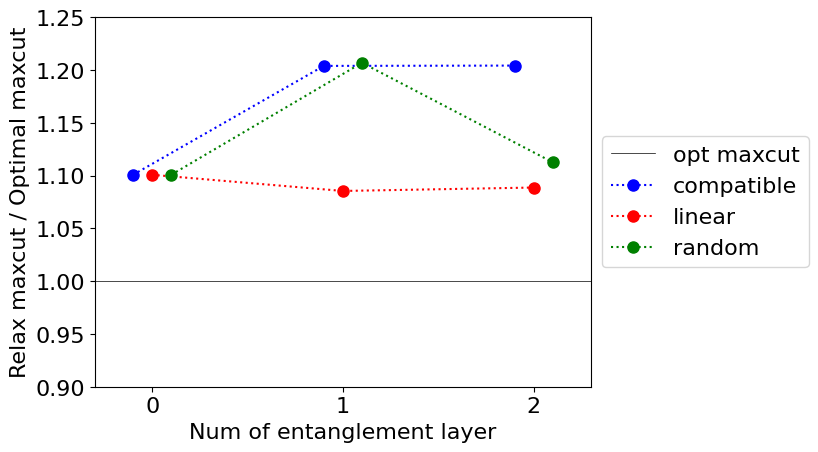 Relax maxcut / Optimal maxcut
1.25
1.20
1.15
1.10
1.05
1.00
0.95
0.90
0
1
2
Num of entanglement layer
opt maxcut
compatible
linear
random